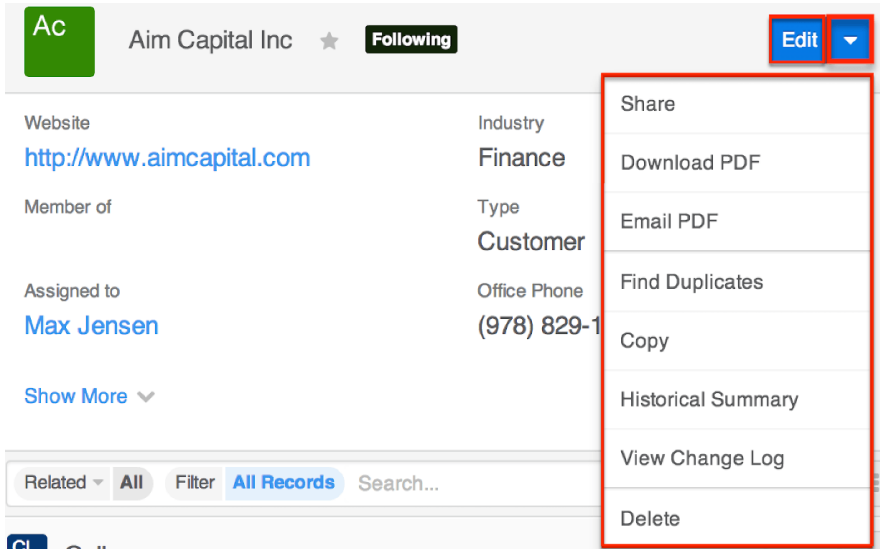 Ac
Aim Capital Inc
Following
Edit
Share
Download PDF
Email PDF
Find Duplicates
Copy
Historical Summary
View Change Log
Delete
Website
http://www.aimcapital.com
Industry
Finance
Member of
Type
Customer
Assigned to
Max Jensen
Office Phone
(978) 829-1
Show More
Related All Filter All Records Search...